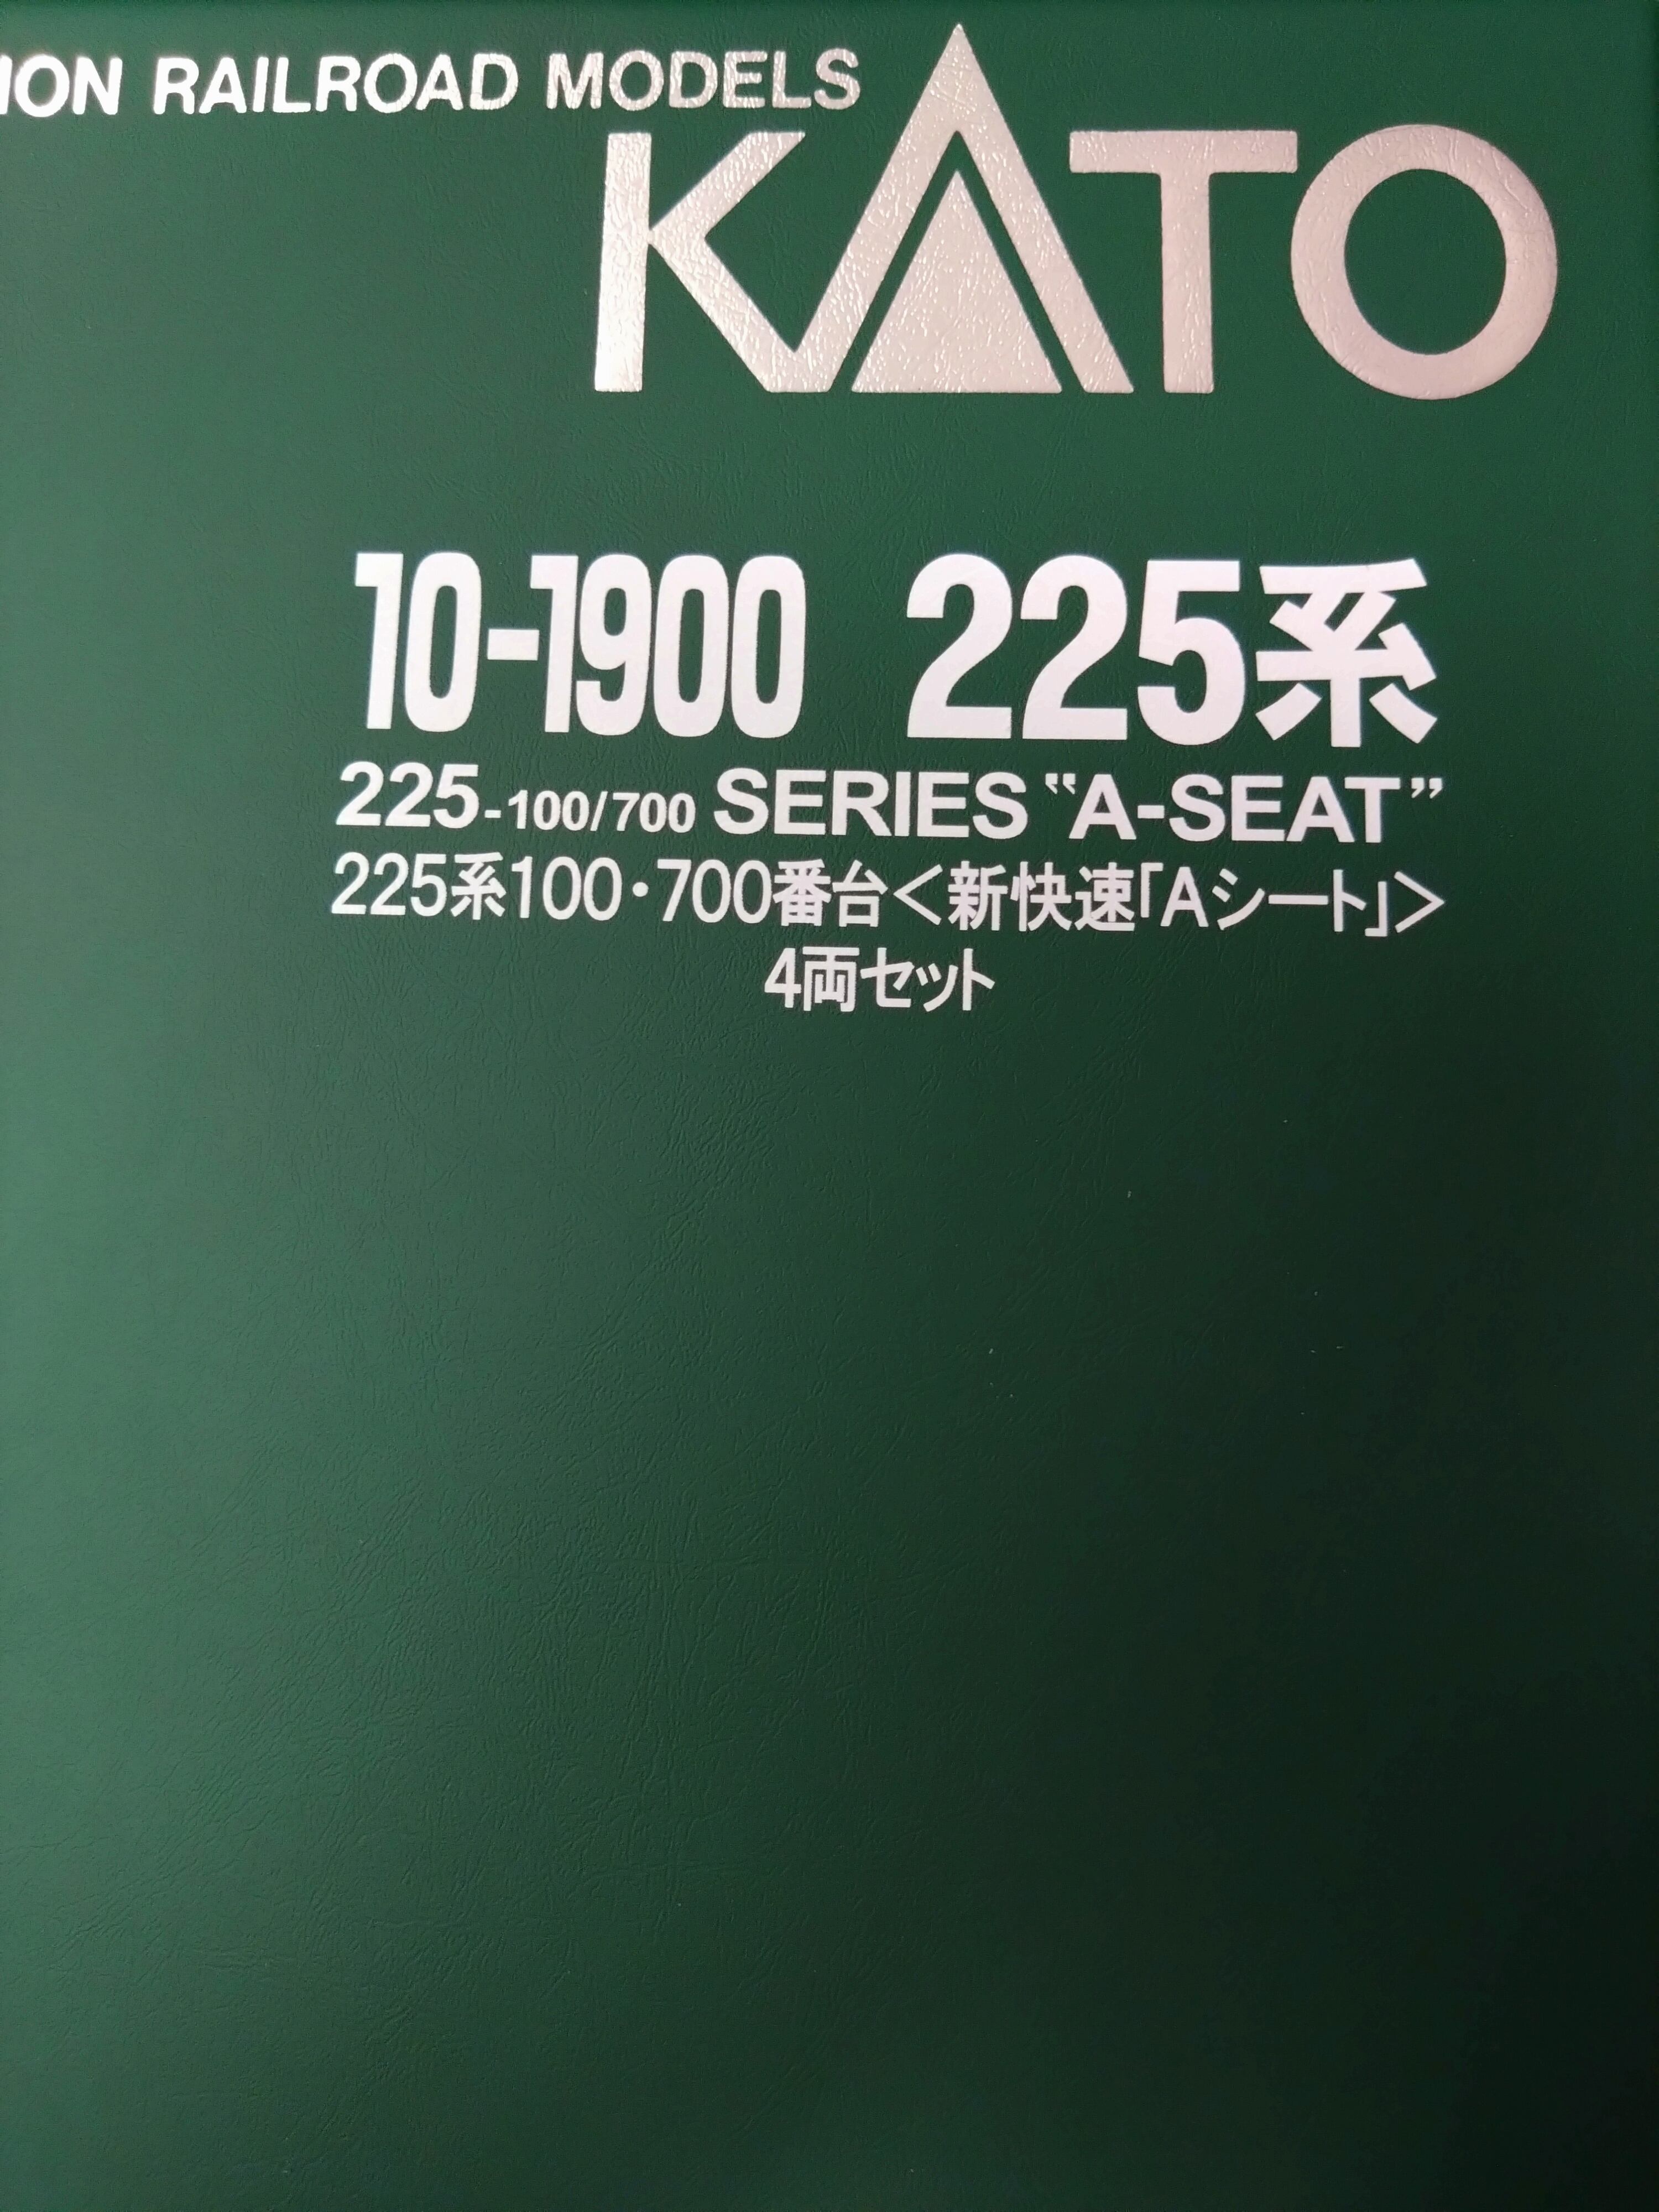 RAILROAD MODELS
KATO
10-1900 225系
225-100/700 SERIES “A-SEAT”
225系100・700番台＜新快速「Aシート」＞
4両セット